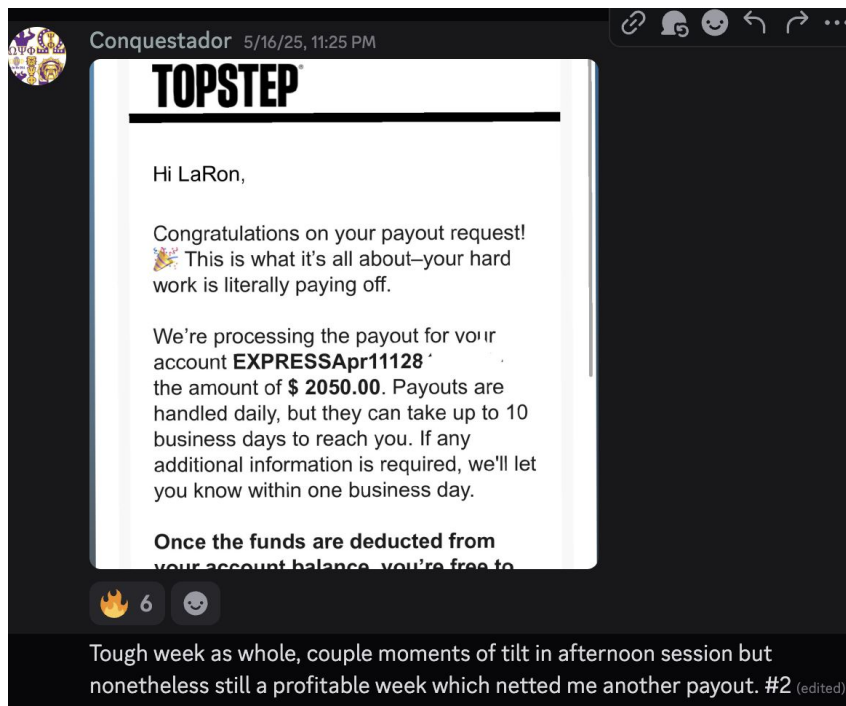 Conquestador 5/16/25, 11:25 PM
TOPSTEP®
Hi LaRon,
Congratulations on your payout request!
🎉 This is what it's all about–your hard
work is literally paying off.
We're processing the payout for your
account EXPRESSApr11128
the amount of $ 2050.00. Payouts are
handled daily, but they can take up to 10
business days to reach you. If any
additional information is required, we'll let
you know within one business day.
Once the funds are deducted from
your account balance, you're free to
🔥 6
Tough week as whole, couple moments of tilt in afternoon session but
nonetheless still a profitable week which netted me another payout. #2 (edited)